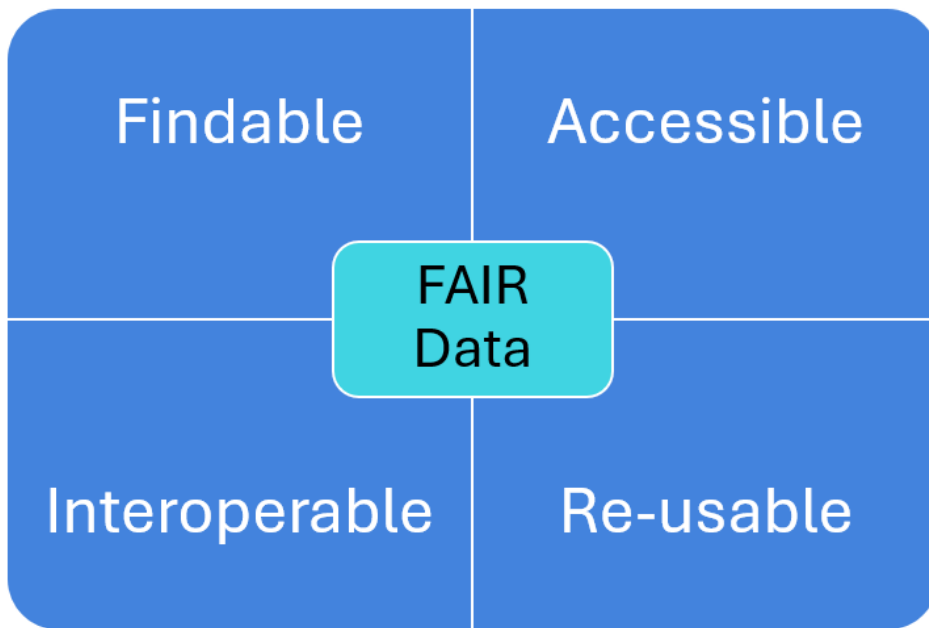 Findable
Accessible
FAIR
Data
Interoperable
Re-usable